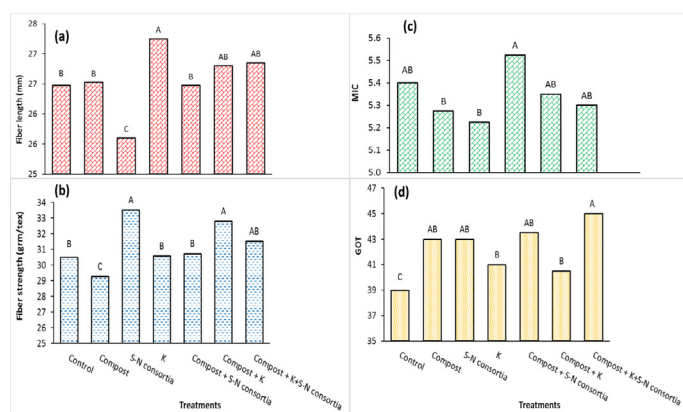 (a)
Fiber length (mm)
28
27
27
26
26
25
B
B
C
A
B
AB
AB
(c)
MIC
5.6
5.5
5.4
5.3
5.2
5.1
5.0
AB
B
B
A
AB
AB
(b)
Fiber strength (grm/tex)
34
33
32
31
30
29
28
27
26
25
B
C
A
B
B
A
AB
Control
Compost
S-N consortia
K
Compost + S-N consortia
Compost + K
Compost + K+S-N consortia
Treatments
(d)
GOT
47
45
43
41
39
37
35
C
AB
AB
B
AB
B
A
Control
Compost
S-N consortia
K
Compost + S-N consortia
Compost + K
Compost + K+S-N consortia
Treatments